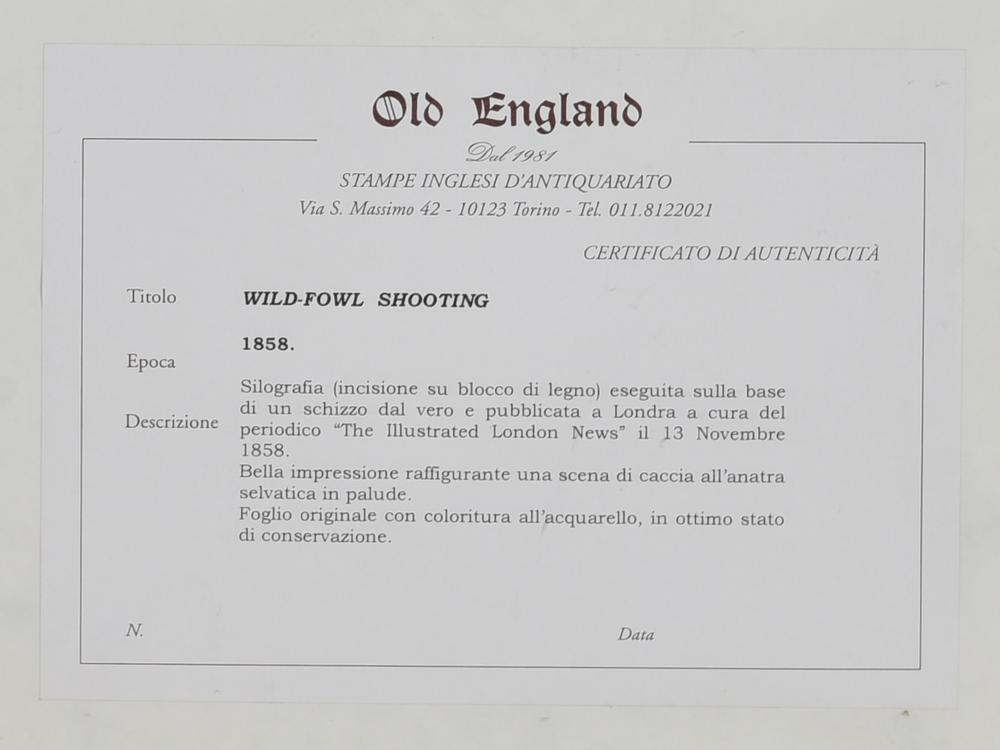 Old England
Dal 1981
STAMPE INGLESI D'ANTIQUARIATO
Via S. Massimo 42 - 10123 Torino - Tel. 011.8122021
CERTIFICATO DI AUTENTICITÀ
Titolo WILD-FOWL SHOOTING
Epoca 1858.
Descrizione
Silografia (incisione su blocco di legno) eseguita sulla base
di un schizzo dal vero e pubblicata a Londra a cura del
periodico “The Illustrated London News” il 13 Novembre
1858.
Bella impressione raffigurante una scena di caccia all'anatra
selvatica in palude.
Foglio originale con coloritura all'acquarello, in ottimo stato
di conservazione.
N. Data